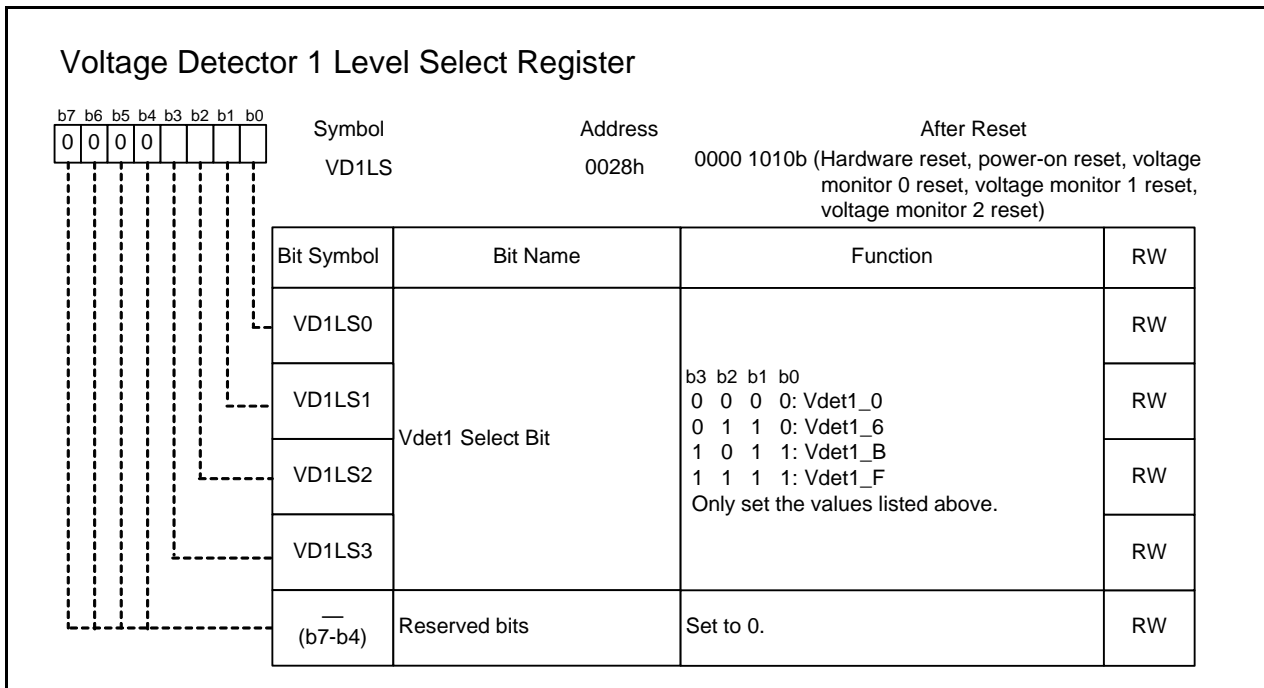 Voltage Detector 1 Level Select Register
b7 b6 b5 b4 b3 b2 b1 b0
0 0 0 0
Symbol Address After Reset
VD1LS 0028h 0000 1010b (Hardware reset, power-on reset, voltage
monitor 0 reset, voltage monitor 1 reset,
voltage monitor 2 reset)
Bit Symbol Bit Name Function RW
VD1LS0 RW
VD1LS1 RW
VD1LS2 RW
VD1LS3 RW
Vdet1 Select Bit
b3 b2 b1 b0
0 0 0 0: Vdet1_0
0 1 1 0: Vdet1_6
1 0 1 1: Vdet1_B
1 1 1 1: Vdet1_F
Only set the values listed above.
—
(b7-b4) Reserved bits Set to 0. RW